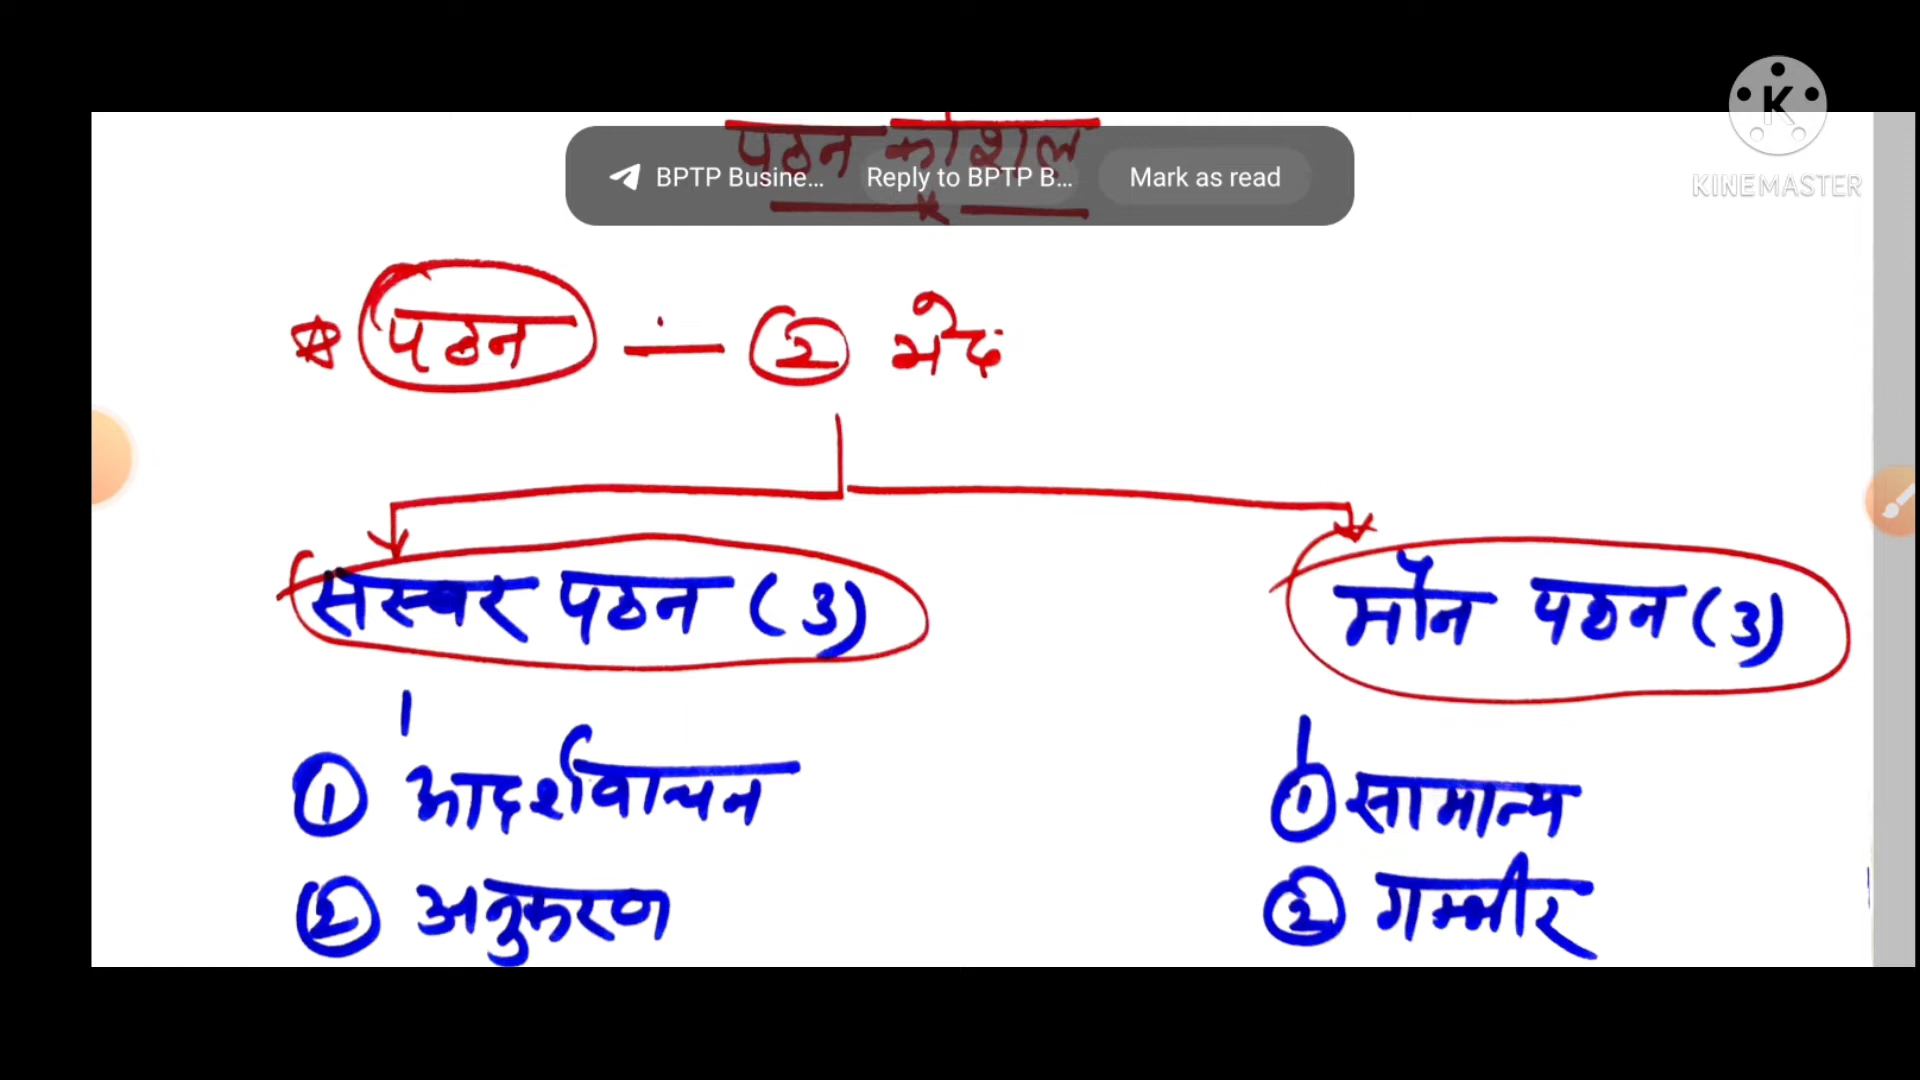 पठन कौशल
BPTP Busine... Reply to BPTP B... Mark as read
K
KINEMASTER
पठन — 2 भेद
सस्वर पठन (3) मौन पठन (3)
1 आदर्शवाचन 1 सामान्य
2 अनुकरण 2 गम्भीर